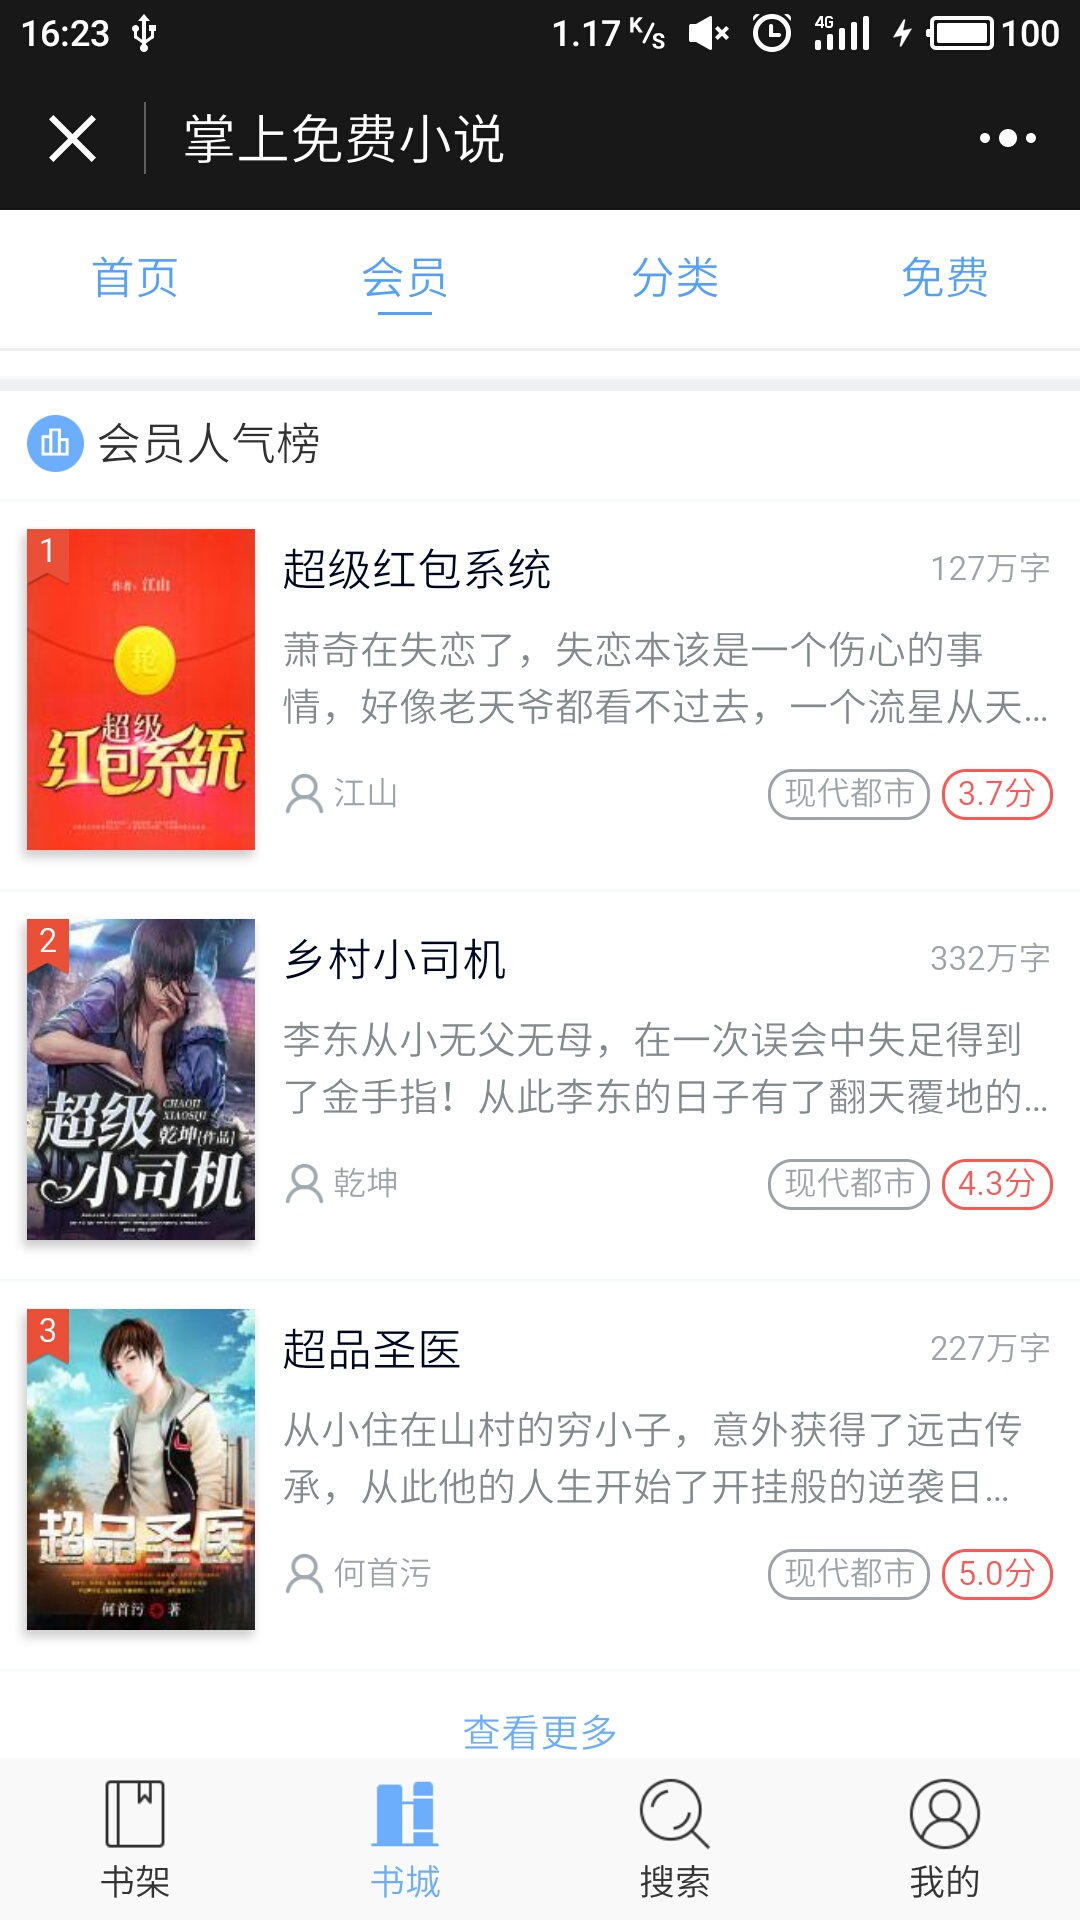 16:23
1.17 K/s
4G
100
掌上免费小说
首页
会员
分类
免费
会员人气榜
1
作者:江山
抢
超级
红包系统
超级红包系统
127万字
萧奇在失恋了，失恋本该是一个伤心的事
情，好像老天爷都看不过去，一个流星从天...
江山
现代都市
3.7分
2
超级
CHAOJI
XIAOSIJI
乾坤[作品]
小司机
乡村小司机
332万字
李东从小无父无母，在一次误会中失足得到
了金手指！从此李东的日子有了翻天覆地的...
乾坤
现代都市
4.3分
3
超品圣医
何首污 著
超品圣医
227万字
从小住在山村的穷小子，意外获得了远古传
承，从此他的人生开始了开挂般的逆袭日...
何首污
现代都市
5.0分
查看更多
书架
书城
搜索
我的